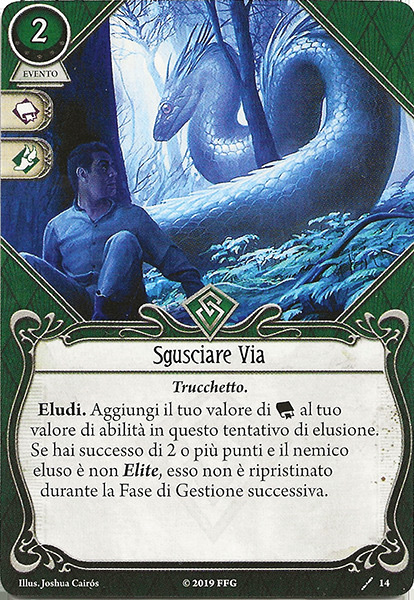 2
EVENTO
Sgusciare Via
Trucchetto.
Eludi. Aggiungi il tuo valore di al tuo
valore di abilità in questo tentativo di elusione.
Se hai successo di 2 o più punti e il nemico
eluso è non Elite, esso non è ripristinato
durante la Fase di Gestione successiva.
Illus. Joshua Cairós © 2019 FFG 14